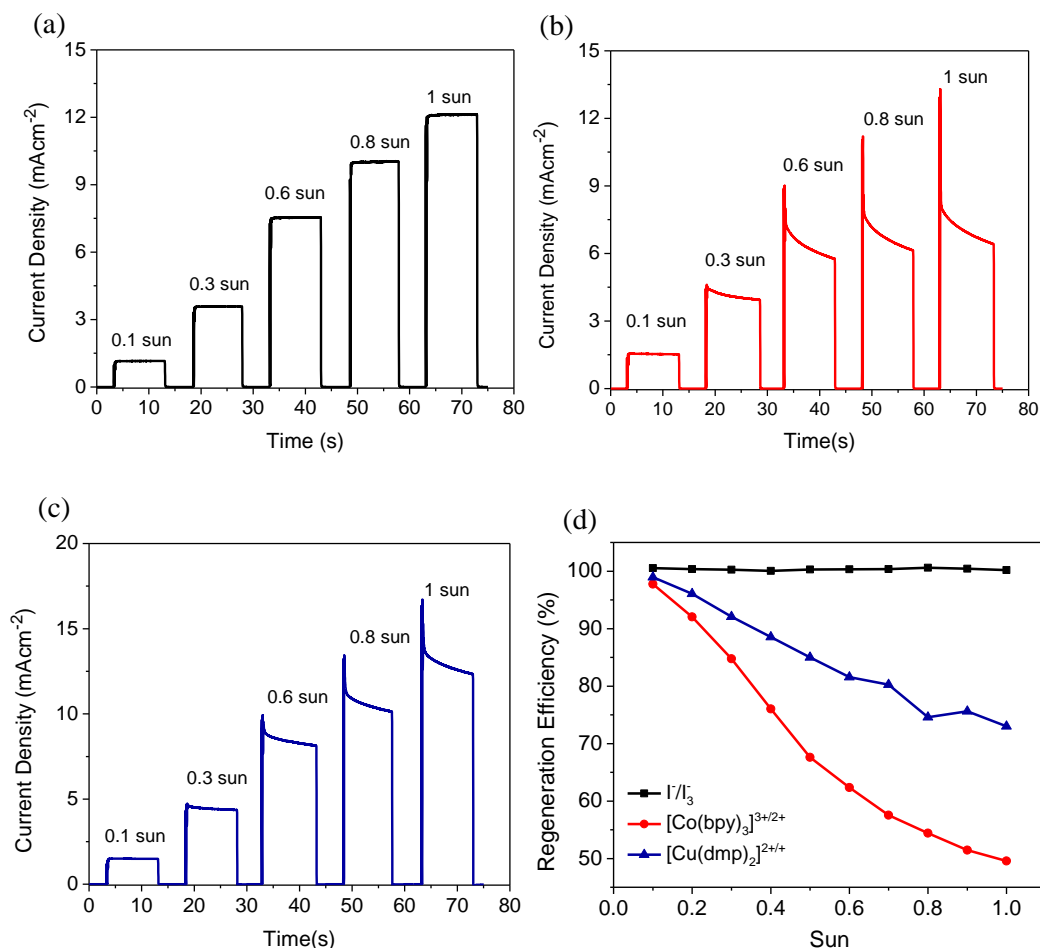 (a)
Current Density (mAcm⁻²)
15
12
9
6
3
0
0.1 sun
0.3 sun
0.6 sun
0.8 sun
1 sun
0 10 20 30 40 50 60 70 80
Time (s)
(b)
Current Density (mAcm⁻²)
15
12
9
6
3
0
0.1 sun
0.3 sun
0.6 sun
0.8 sun
1 sun
0 10 20 30 40 50 60 70 80
Time(s)
(c)
Current Density (mAcm⁻²)
20
15
10
5
0
0.1 sun
0.3 sun
0.6 sun
0.8 sun
1 sun
0 10 20 30 40 50 60 70 80
Time(s)
(d)
Regeneration Efficiency (%)
100
90
80
70
60
50
I⁻/I₃⁻
[Co(bpy)₃]³⁺/²⁺
[Cu(dmp)₂]²⁺/⁺
0.0 0.2 0.4 0.6 0.8 1.0
Sun